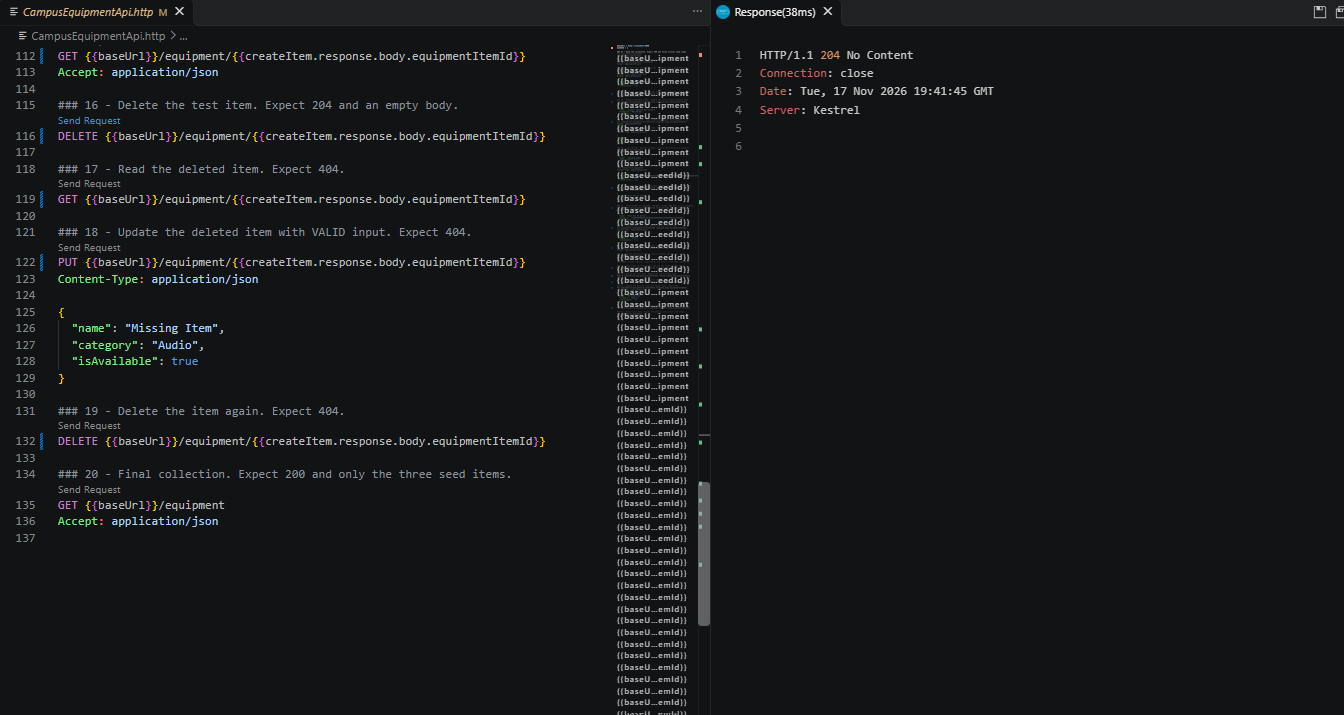 CampusEquipmentApi.http M
CampusEquipmentApi.http > ...
112 GET {{baseUrl}}/equipment/{{createItem.response.body.equipmentItemId}}
113 Accept: application/json
114
115 ### 16 - Delete the test item. Expect 204 and an empty body.
Send Request
116 DELETE {{baseUrl}}/equipment/{{createItem.response.body.equipmentItemId}}
117
118 ### 17 - Read the deleted item. Expect 404.
Send Request
119 GET {{baseUrl}}/equipment/{{createItem.response.body.equipmentItemId}}
120
121 ### 18 - Update the deleted item with VALID input. Expect 404.
Send Request
122 PUT {{baseUrl}}/equipment/{{createItem.response.body.equipmentItemId}}
123 Content-Type: application/json
124
125 {
126 "name": "Missing Item",
127 "category": "Audio",
128 "isAvailable": true
129 }
130
131 ### 19 - Delete the item again. Expect 404.
Send Request
132 DELETE {{baseUrl}}/equipment/{{createItem.response.body.equipmentItemId}}
133
134 ### 20 - Final collection. Expect 200 and only the three seed items.
Send Request
135 GET {{baseUrl}}/equipment
136 Accept: application/json
137
Response(38ms)
1 HTTP/1.1 204 No Content
2 Connection: close
3 Date: Tue, 17 Nov 2026 19:41:45 GMT
4 Server: Kestrel
5
6